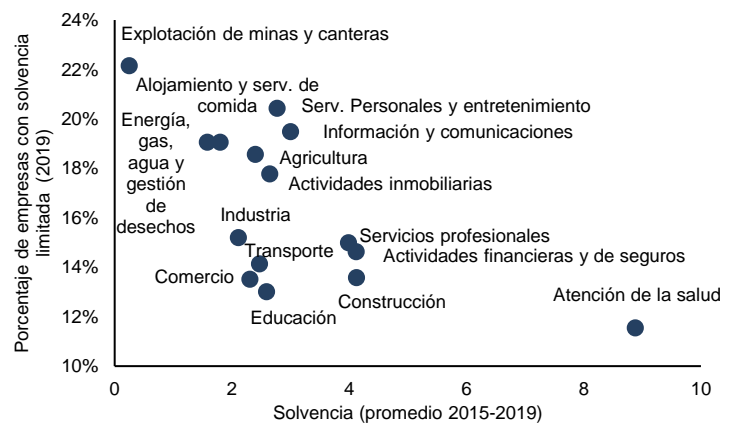 Porcentaje de empresas con solvencia
limitada (2019)
24%
22%
20%
18%
16%
14%
12%
10%
Explotación de minas y canteras
Alojamiento y serv. de
comida
Serv. Personales y entretenimiento
Energía,
gas,
agua y
gestión
de
desechos
Información y comunicaciones
Agricultura
Actividades inmobiliarias
Industria
Transporte
Servicios profesionales
Actividades financieras y de seguros
Comercio
Construcción
Educación
Atención de la salud
0
2
4
6
8
10
Solvencia (promedio 2015-2019)